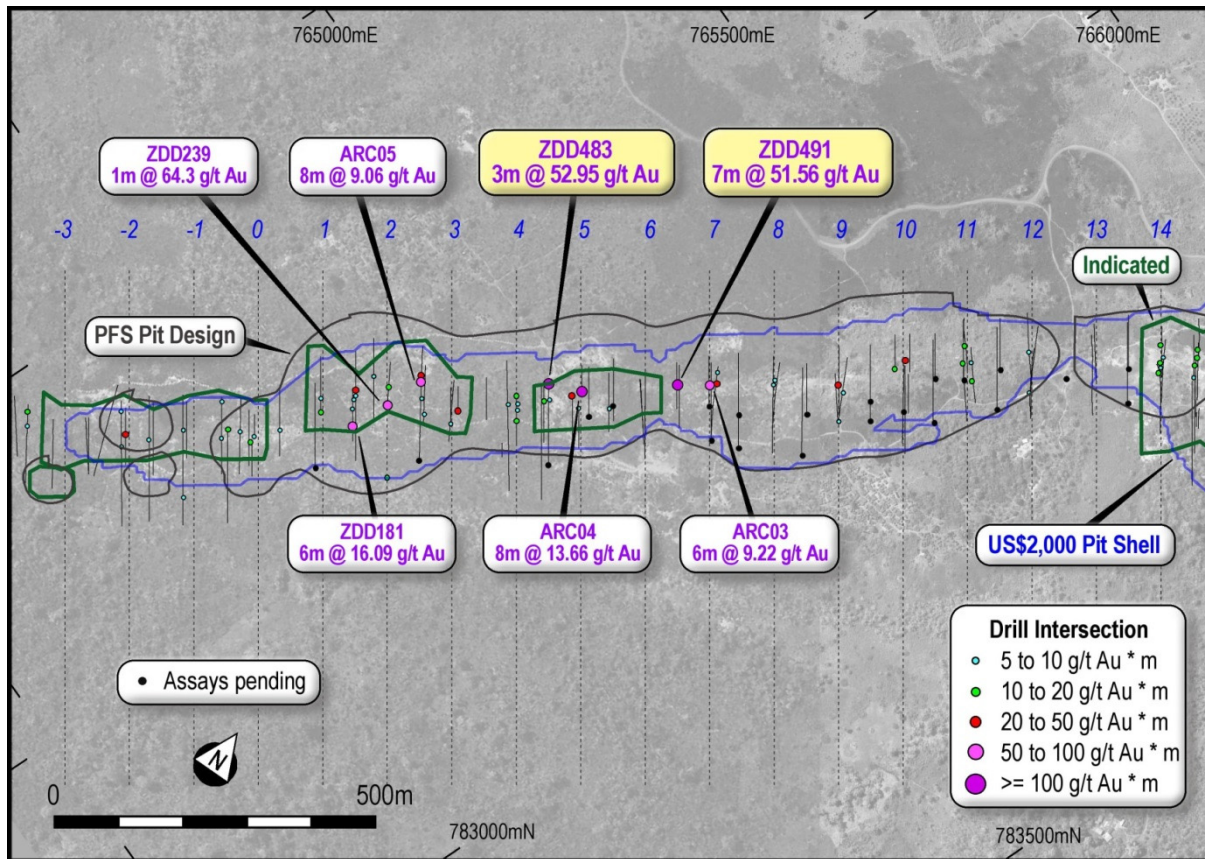 765000mE
765500mE
766000mE
ZDD239
1m @ 64.3 g/t Au
ARC05
8m @ 9.06 g/t Au
ZDD483
3m @ 52.95 g/t Au
ZDD491
7m @ 51.56 g/t Au
-3
-2
-1
0
1
2
3
4
5
6
7
8
9
10
11
12
13
14
Indicated
PFS Pit Design
ZDD181
6m @ 16.09 g/t Au
ARC04
8m @ 13.66 g/t Au
ARC03
6m @ 9.22 g/t Au
US$2,000 Pit Shell
Drill Intersection
5 to 10 g/t Au * m
10 to 20 g/t Au * m
20 to 50 g/t Au * m
50 to 100 g/t Au * m
>= 100 g/t Au * m
Assays pending
N
0
500m
783000mN
783500mN